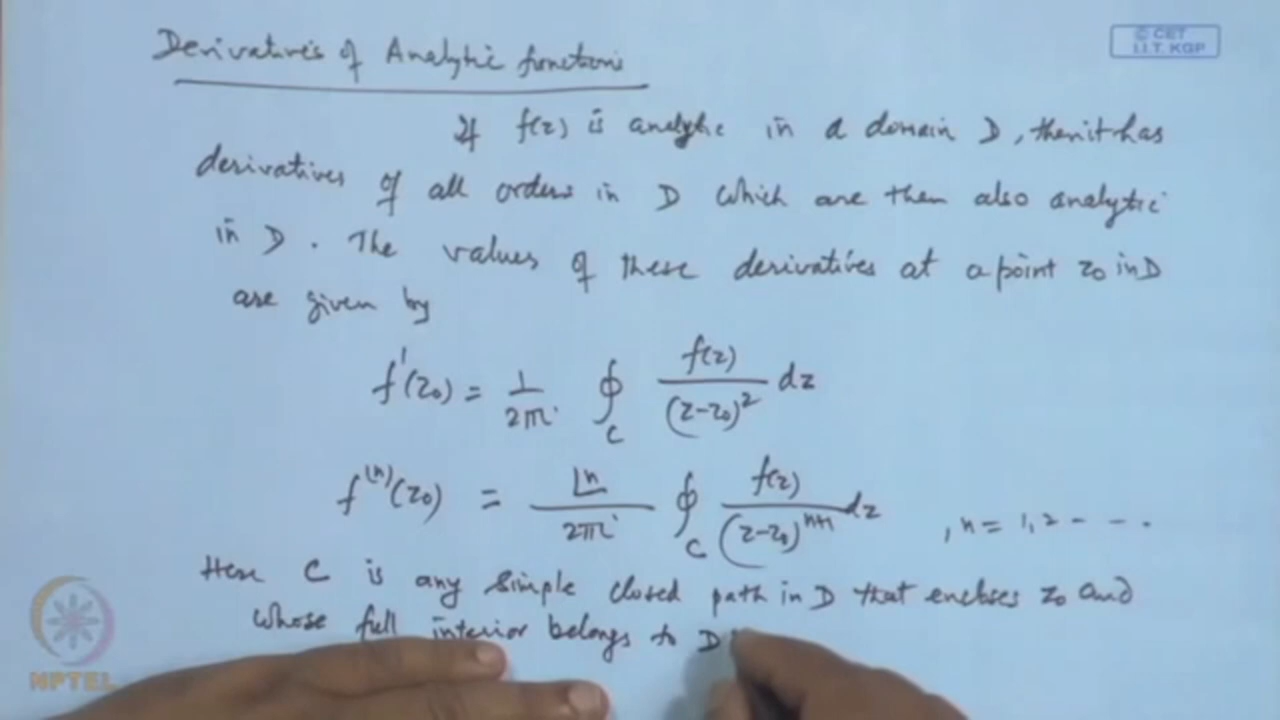 © CET
I.I.T. KGP
Derivatives of Analytic functions
If f(z) is analytic in a domain D, then it has
derivatives of all orders in D which are then also analytic
in D. The values of these derivatives at a point z0 in D
are given by
f'(z0) = 1/2πi ∮C f(z)/(z-z0)^2 dz
f^(n)(z0) = |n/2πi ∮C f(z)/(z-z0)^n+1 dz , n = 1, 2 - - - .
Here C is any simple closed path in D that encloses z0 and
whose full interior belongs to D
NPTEL